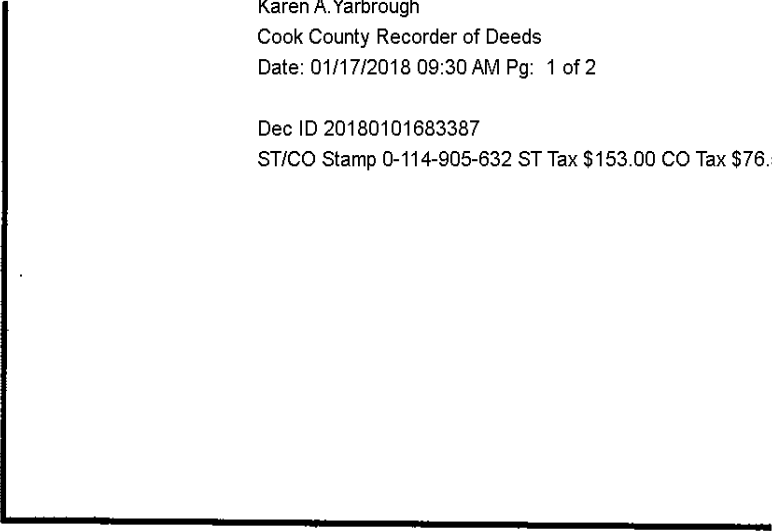 Karen A.Yarbrough
Cook County Recorder of Deeds
Date: 01/17/2018 09:30 AM Pg: 1 of 2
Dec ID 20180101683387
ST/CO Stamp 0-114-905-632 ST Tax $153.00 CO Tax $76.